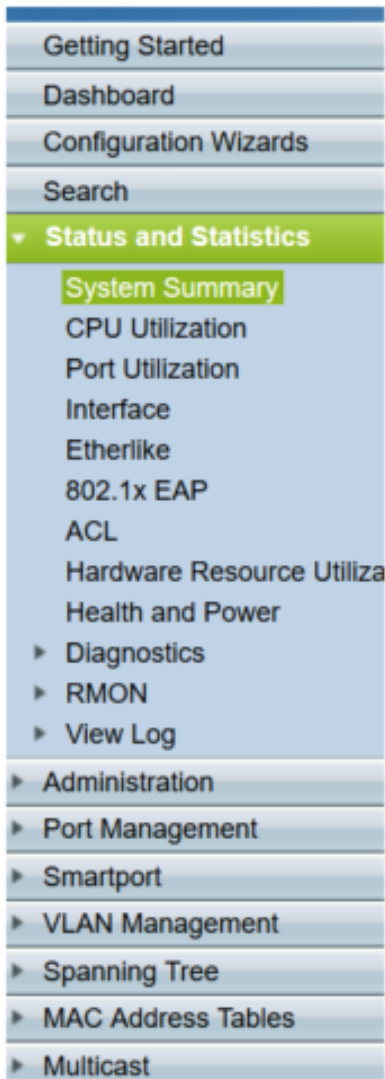 Getting Started
Dashboard
Configuration Wizards
Search
Status and Statistics
System Summary
CPU Utilization
Port Utilization
Interface
Etherlike
802.1x EAP
ACL
Hardware Resource Utiliza
Health and Power
Diagnostics
RMON
View Log
Administration
Port Management
Smartport
VLAN Management
Spanning Tree
MAC Address Tables
Multicast